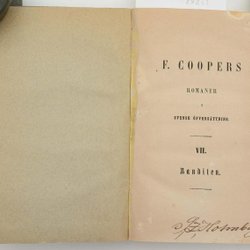 F. COOPERS
ROMANER
I
SVENSK ÖFVERSÄTTNING.
VII.
Banditen.